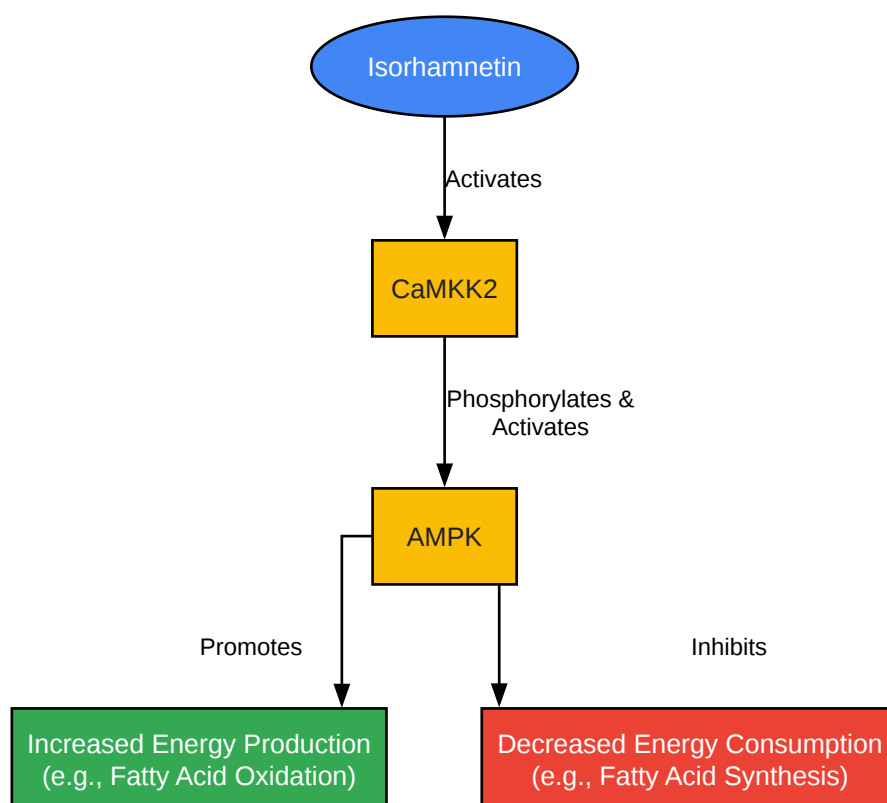 Isorhamnetin
Activates
CaMKK2
Phosphorylates &
Activates
AMPK
Promotes
Inhibits
Increased Energy Production
(e.g., Fatty Acid Oxidation)
Decreased Energy Consumption
(e.g., Fatty Acid Synthesis)